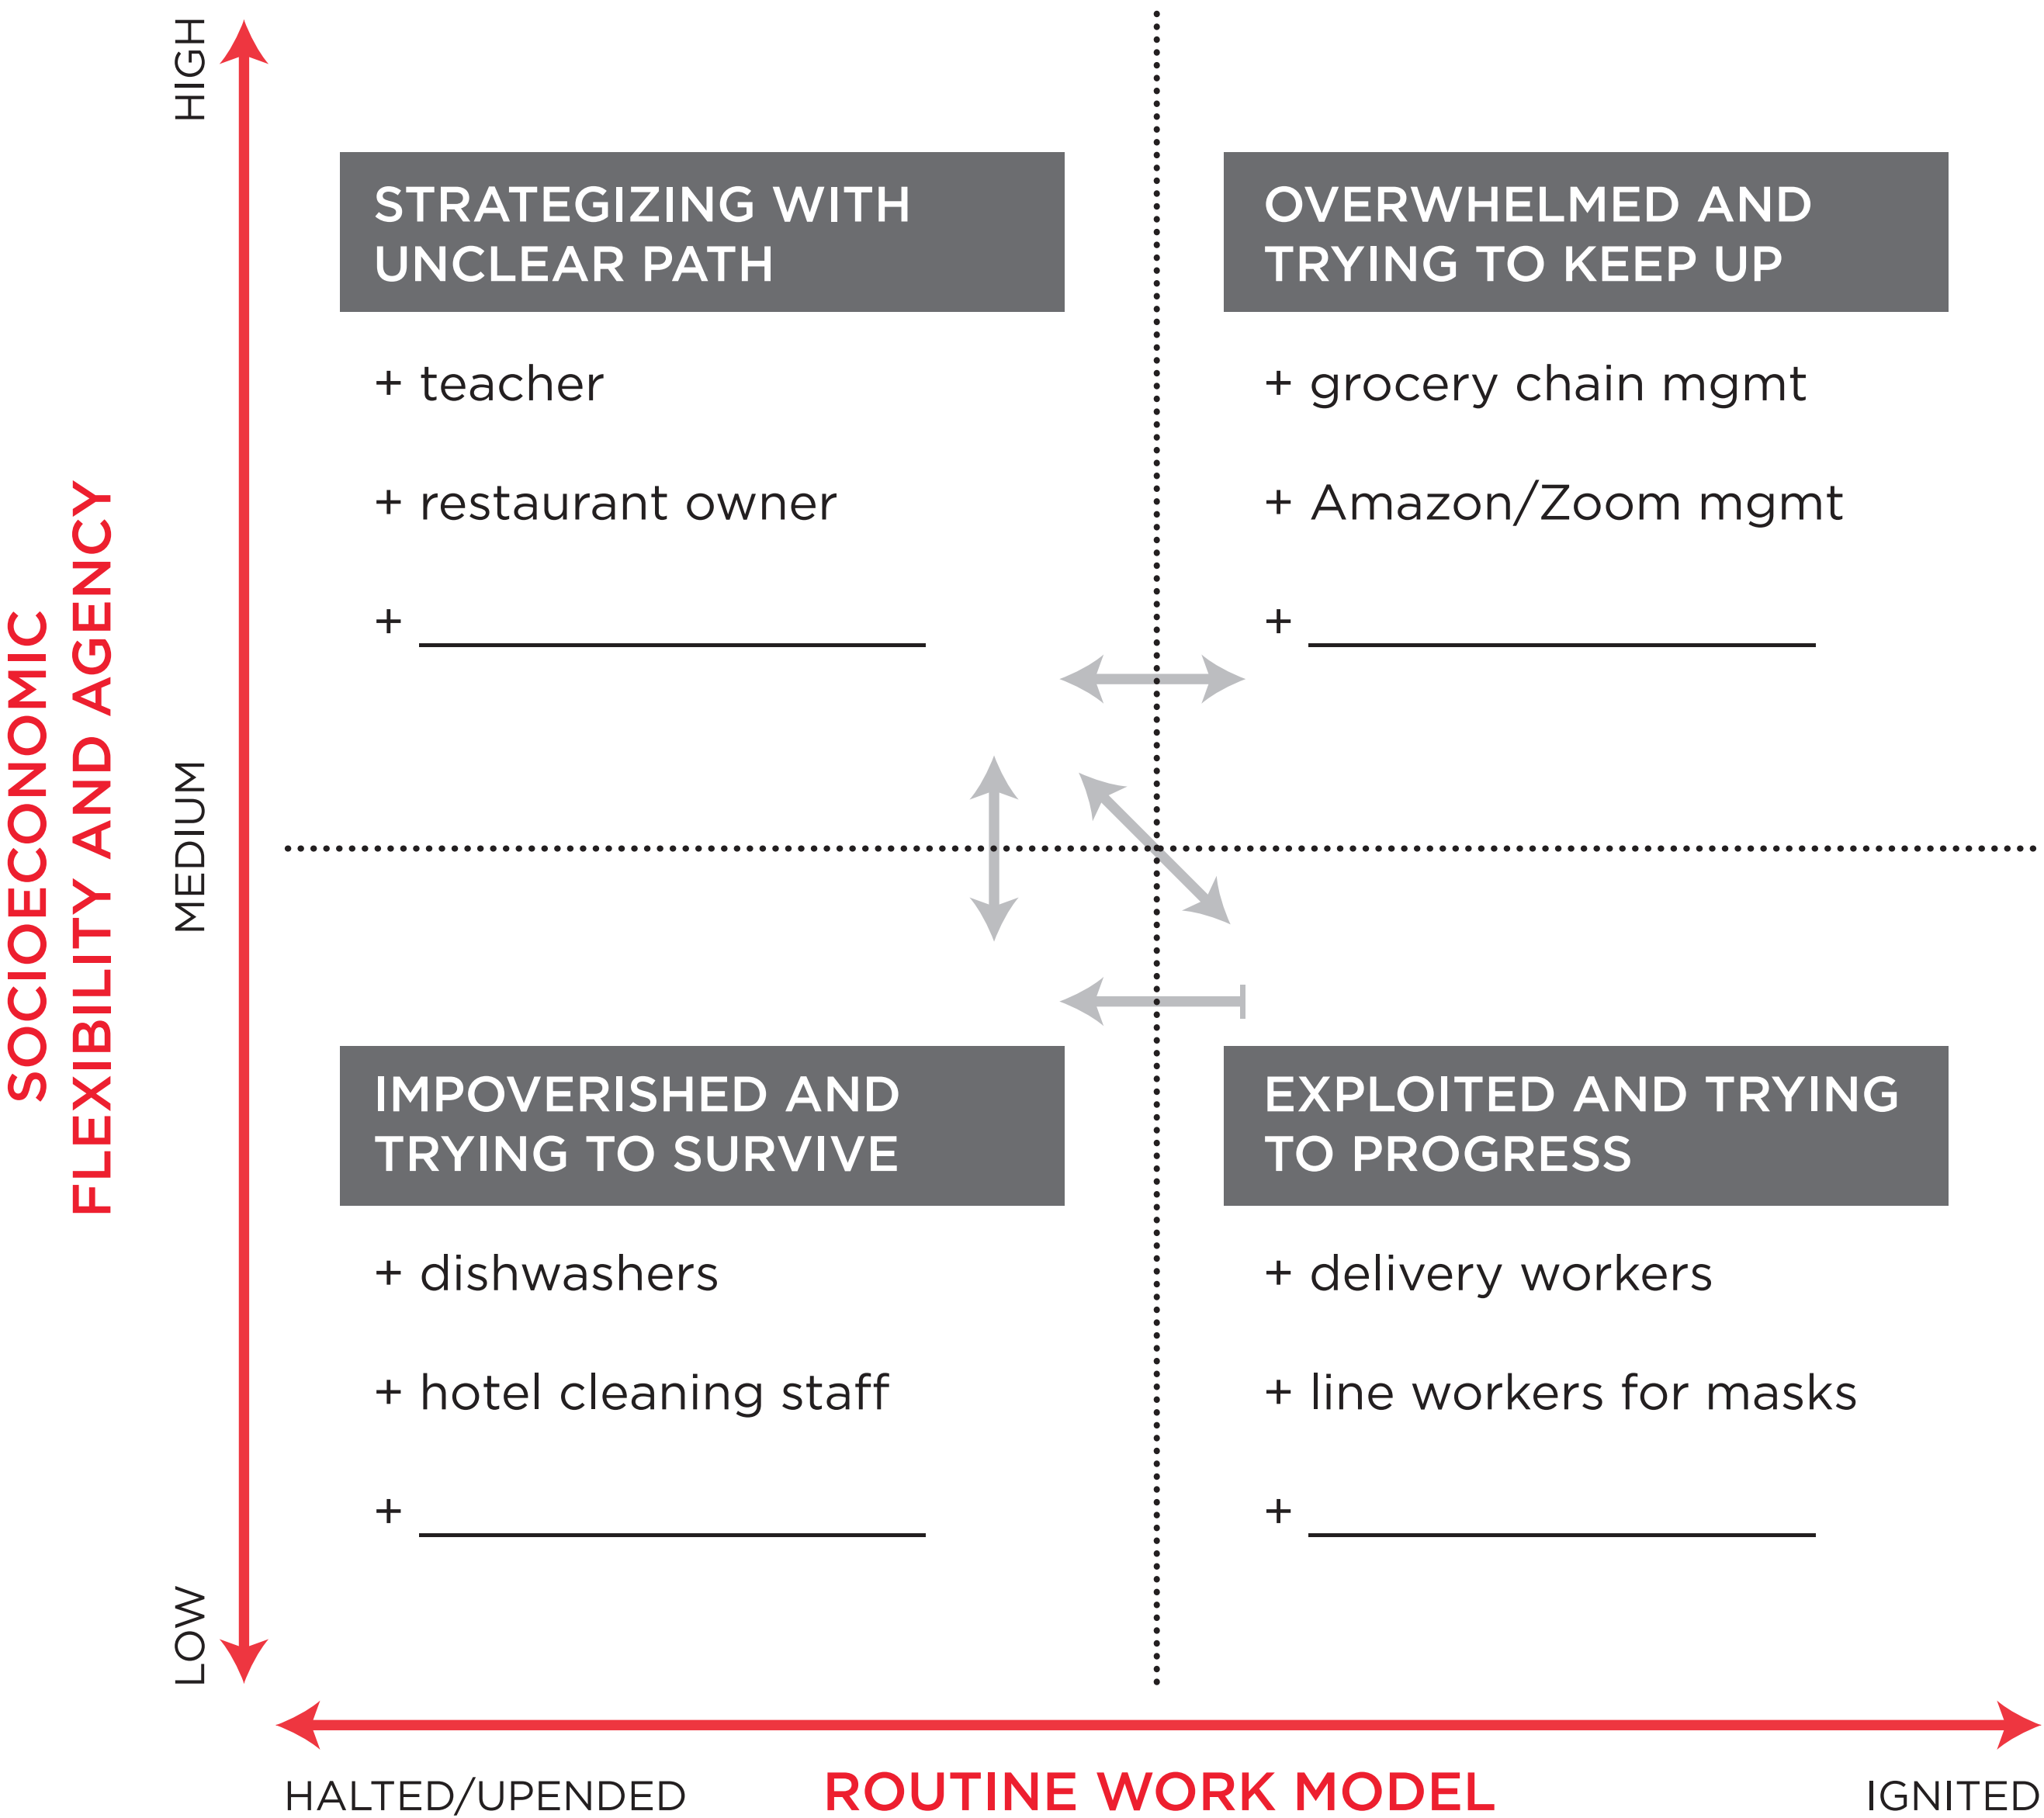 HIGH
STRATEGIZING WITH
UNCLEAR PATH
+ teacher
+ restaurant owner
+
OVERWHELMED AND
TRYING TO KEEP UP
+ grocery chain mgmt
+ Amazon/Zoom mgmt
+
SOCIOECONOMIC
FLEXIBILITY AND AGENCY
MEDIUM
IMPOVERISHED AND
TRYING TO SURVIVE
+ dishwashers
+ hotel cleaning staff
+
EXPLOITED AND TRYING
TO PROGRESS
+ delivery workers
+ line workers for masks
+
LOW
HALTED/UPENDED
ROUTINE WORK MODEL
IGNITED